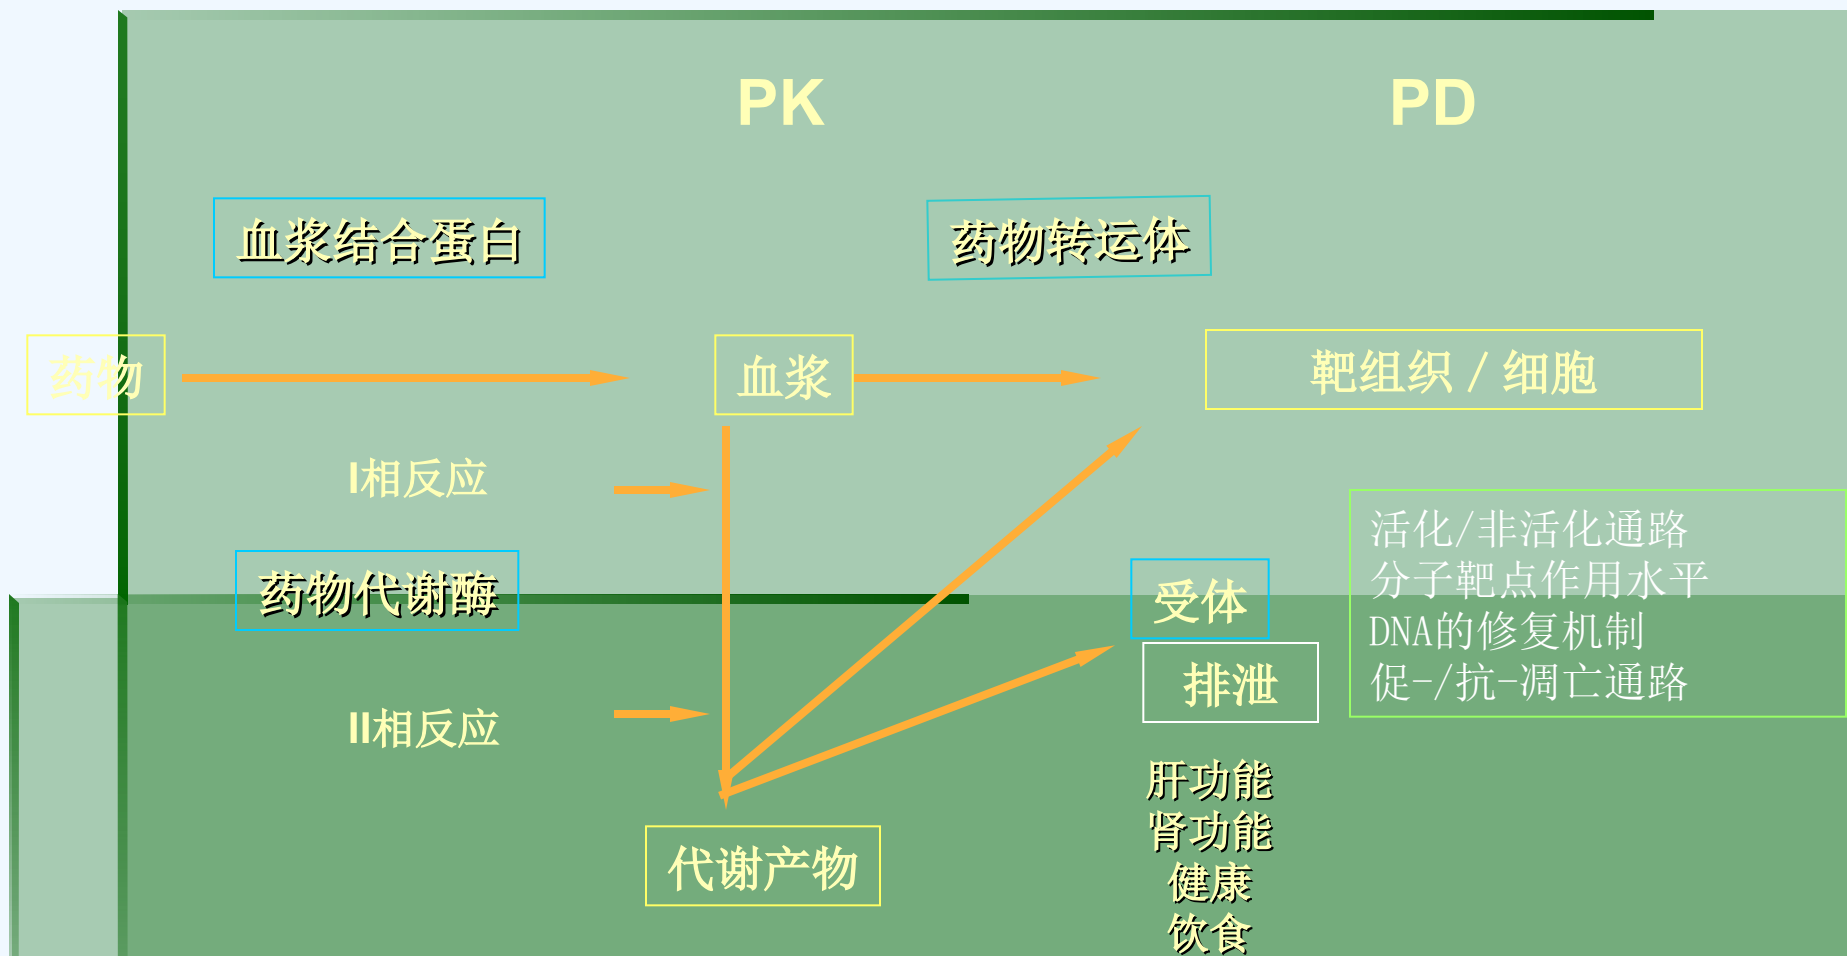 PK
PD
血浆结合蛋白
药物转运体
药物
血浆
靶组织/细胞
I相反应
药物代谢酶
II相反应
代谢产物
受体
排泄
活化/非活化通路
分子靶点作用水平
DNA的修复机制
促-/抗-凋亡通路
肝功能
肾功能
健康
饮食